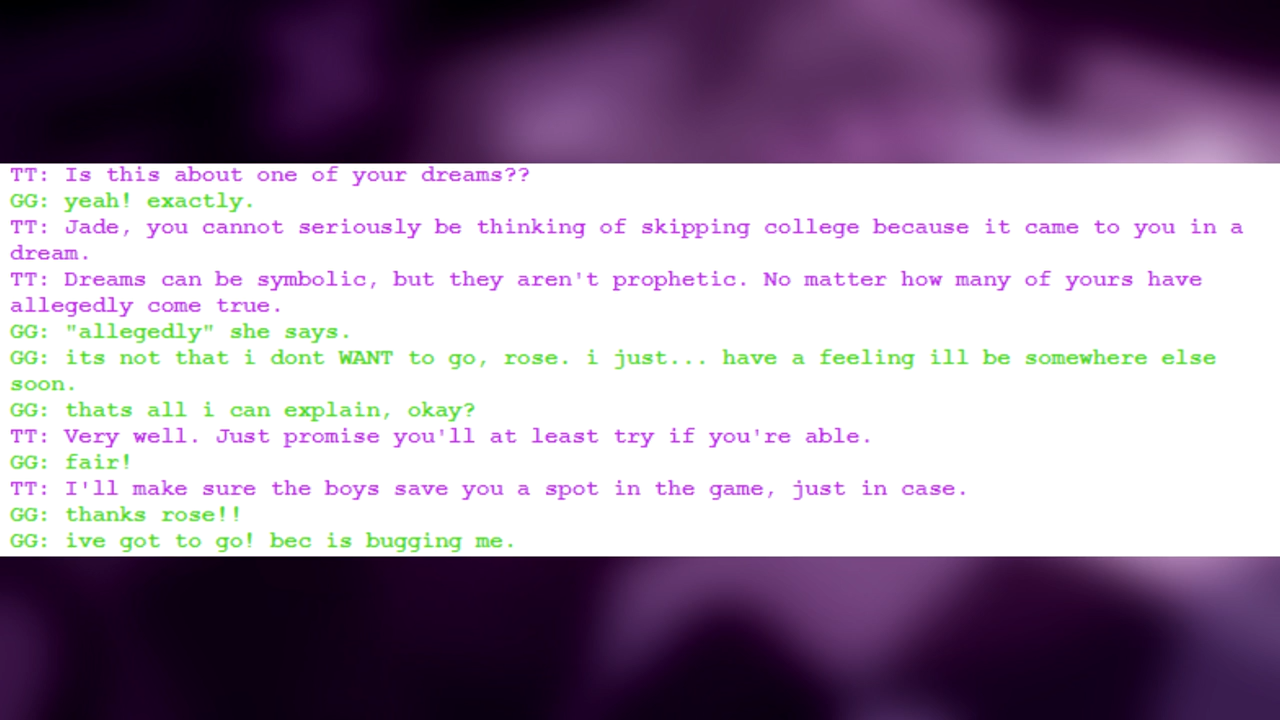 TT: Is this about one of your dreams??
GG: yeah! exactly.
TT: Jade, you cannot seriously be thinking of skipping college because it came to you in a
dream.
TT: Dreams can be symbolic, but they aren't prophetic. No matter how many of yours have
allegedly come true.
GG: "allegedly" she says.
GG: its not that i dont WANT to go, rose. i just... have a feeling ill be somewhere else
soon.
GG: thats all i can explain, okay?
TT: Very well. Just promise you'll at least try if you're able.
GG: fair!
TT: I'll make sure the boys save you a spot in the game, just in case.
GG: thanks rose!!
GG: ive got to go! bec is bugging me.